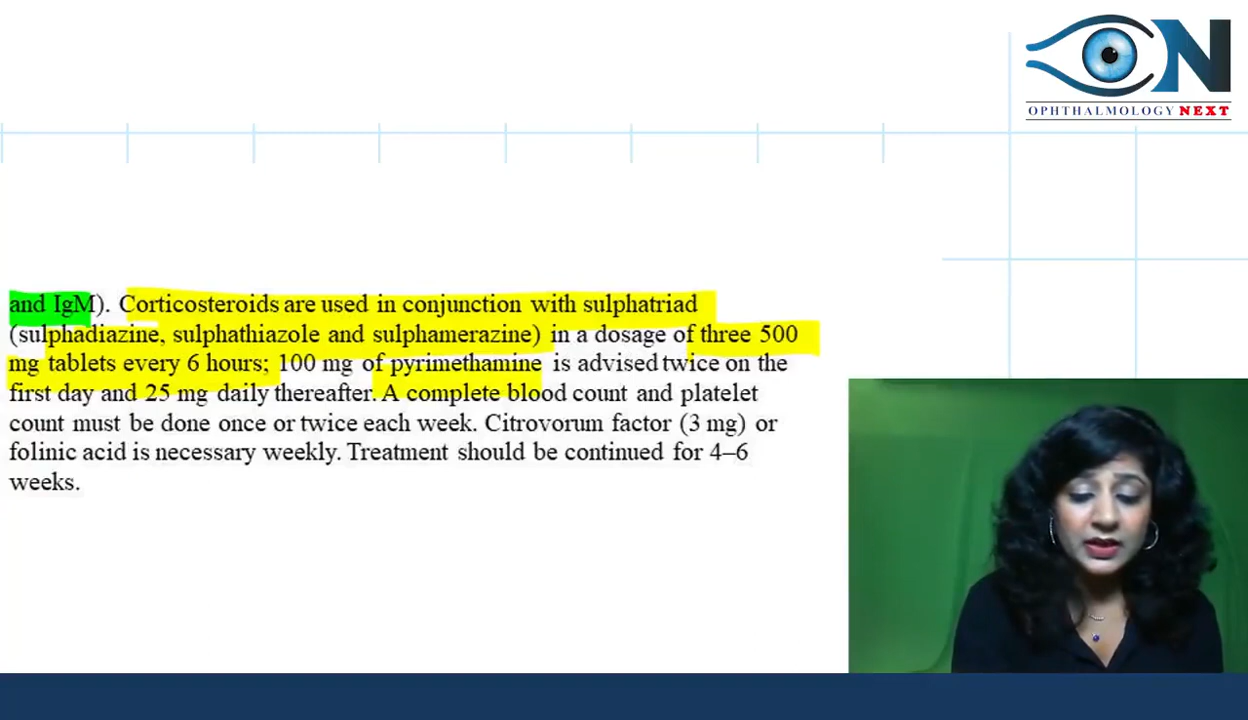 OPHTHALMOLOGY NEXT
and IgM). Corticosteroids are used in conjunction with sulphatriad
(sulphadiazine, sulphathiazole and sulphamerazine) in a dosage of three 500
mg tablets every 6 hours; 100 mg of pyrimethamine is advised twice on the
first day and 25 mg daily thereafter. A complete blood count and platelet
count must be done once or twice each week. Citrovorum factor (3 mg) or
folinic acid is necessary weekly. Treatment should be continued for 4–6
weeks.